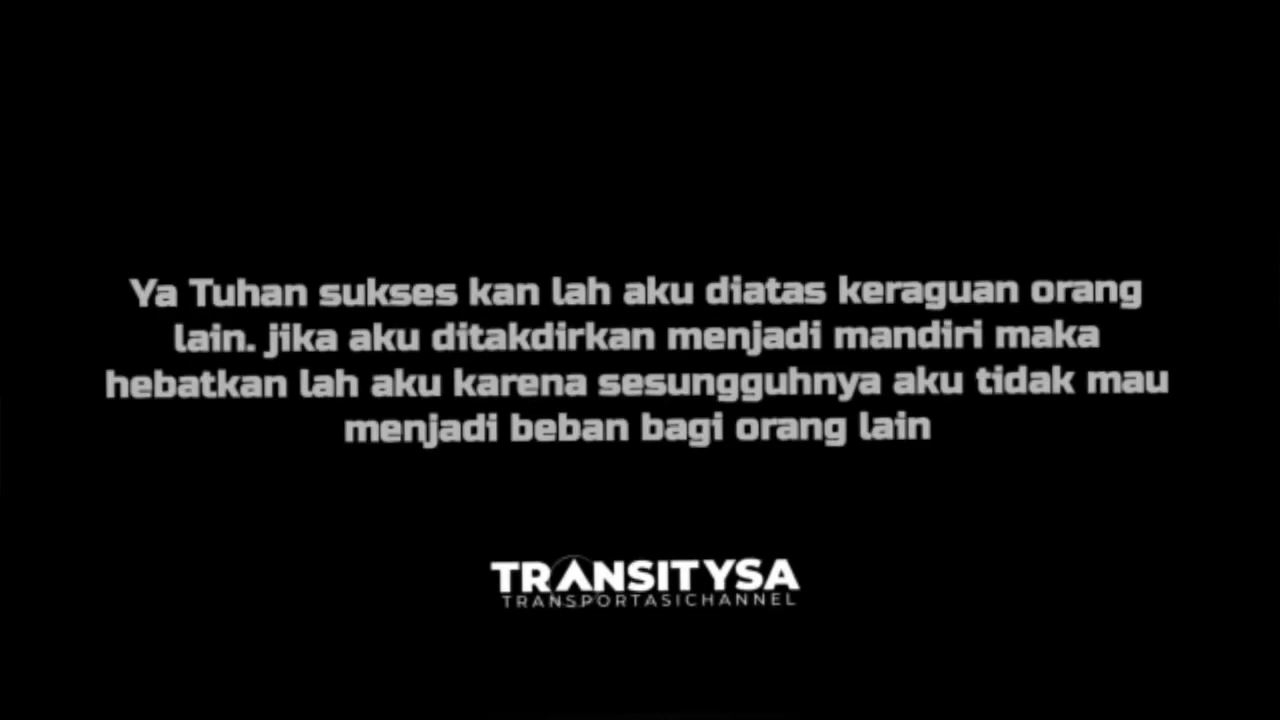 Ya Tuhan sukses kan lah aku diatas keraguan orang
lain. jika aku ditakdirkan menjadi mandiri maka
hebatkan lah aku karena sesungguhnya aku tidak mau
menjadi beban bagi orang lain
TRANSITYSA
TRANSPORTASICHANNEL